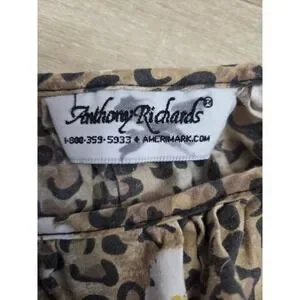 Anthony Richards®
1-800-359-5933 + AMERIMARK.COM